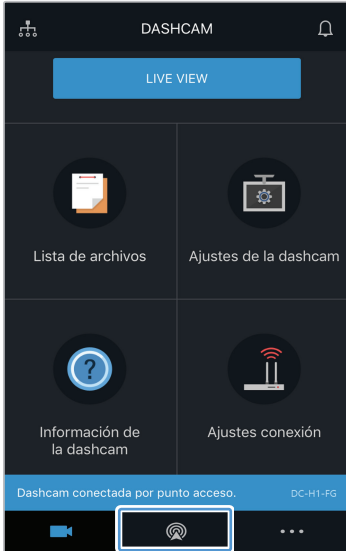 DASHCAM
LIVE VIEW
Lista de archivos
Ajustes de la dashcam
?
Información de
la dashcam
Ajustes conexión
Dashcam conectada por punto acceso.
DC-H1-FG